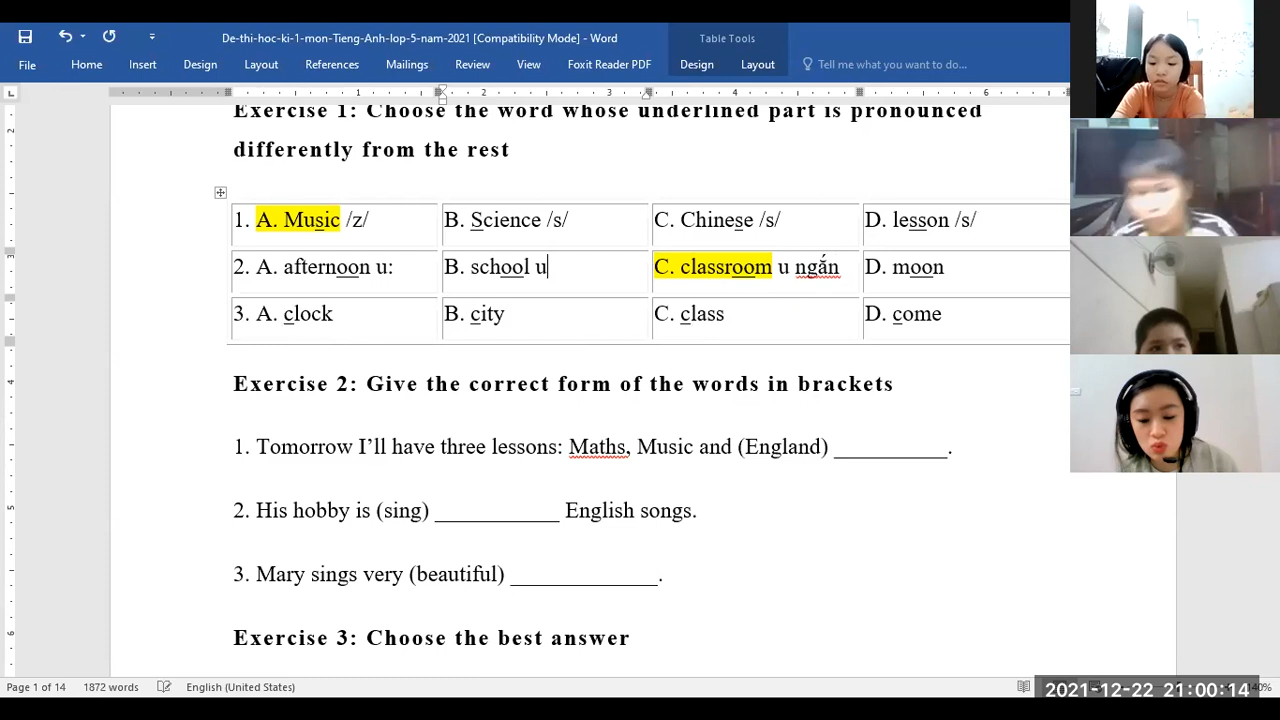 De-thi-hoc-ki-1-mon-Tieng-Anh-lop-5-nam-2021 [Compatibility Mode] - Word
Table Tools
File Home Insert Design Layout References Mailings Review View Foxit Reader PDF Design Layout Tell me what you want to do...
Exercise 1: Choose the word whose underlined part is pronounced
differently from the rest
1. A. Music /z/ B. Science /s/ C. Chinese /s/ D. lesson /s/
2. A. afternoon u: B. school u C. classroom u ngắn D. moon
3. A. clock B. city C. class D. come
Exercise 2: Give the correct form of the words in brackets
1. Tomorrow I’ll have three lessons: Maths, Music and (England) __________.
2. His hobby is (sing) ___________ English songs.
3. Mary sings very (beautiful) _____________.
Exercise 3: Choose the best answer
Page 1 of 14 1872 words English (United States) 140%
2021-12-22 21:00:14